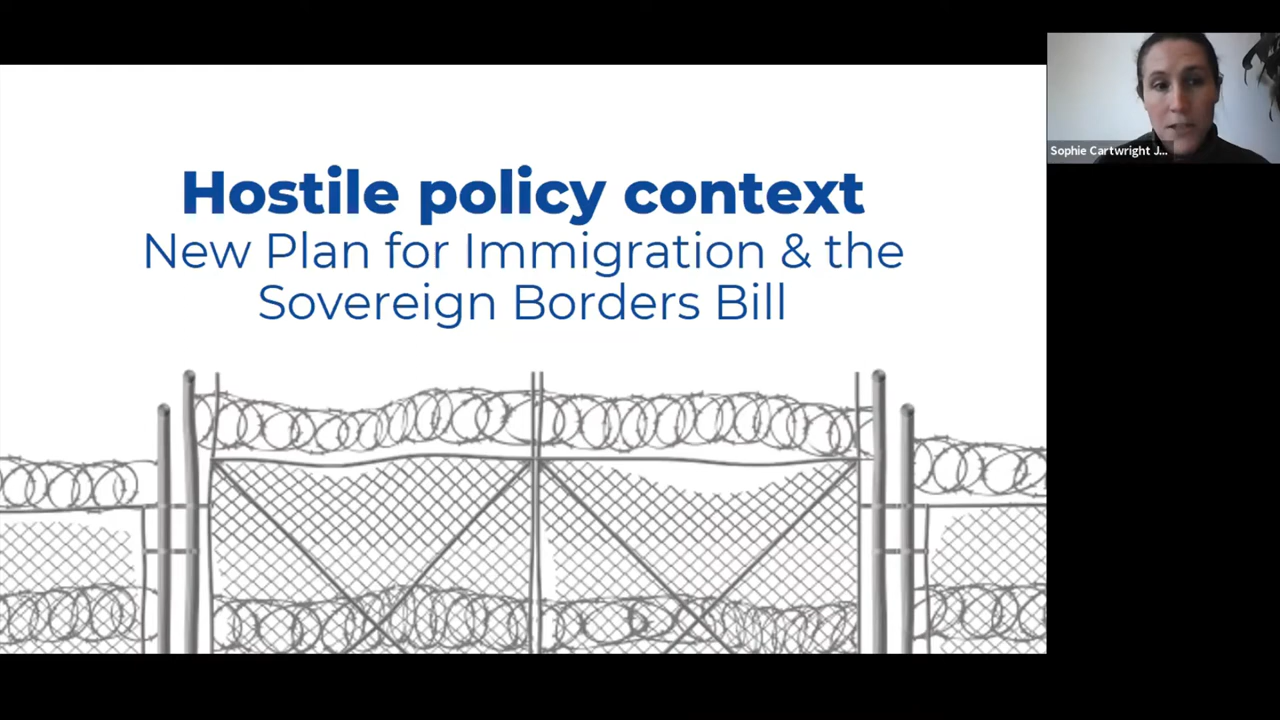 Hostile policy context
New Plan for Immigration & the
Sovereign Borders Bill
Sophie Cartwright J...